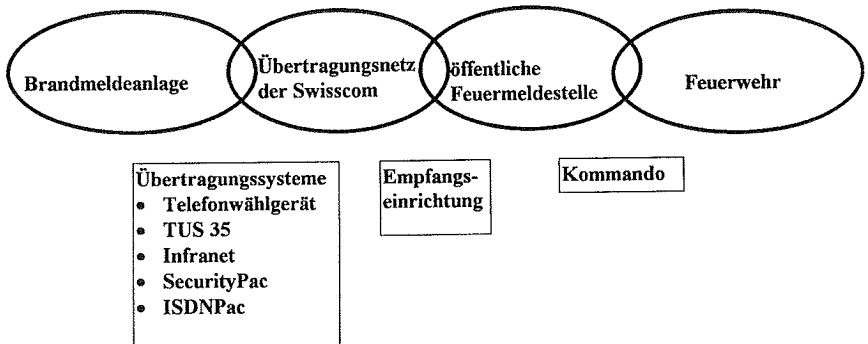 Brandmeldeanlage
Übertragungsnetz
der Swisscom
öffentliche
Feuermeldestelle
Feuerwehr
Übertragungssysteme
• Telefonwählgerät
• TUS 35
• Infranet
• SecurityPac
• ISDNPac
Empfangs-
einrichtung
Kommando